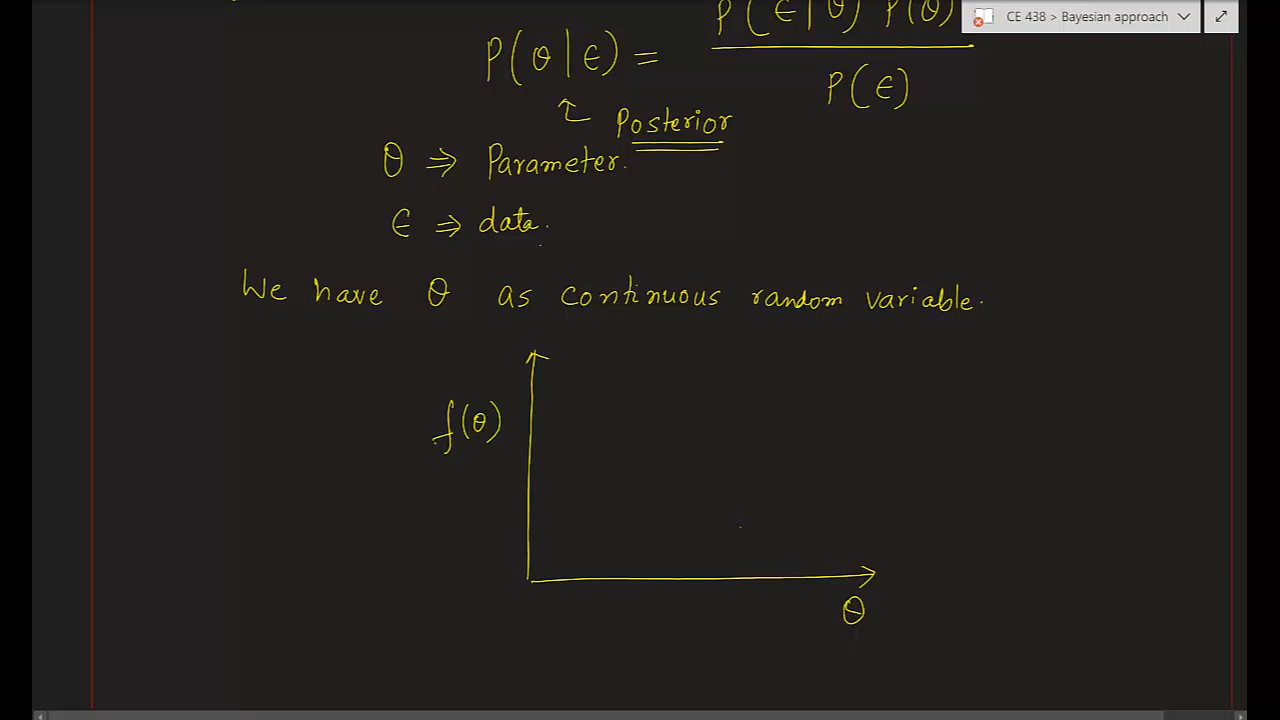 CE 438 > Bayesian approach
P(θ|ϵ) = P(ϵ|θ) P(θ) / P(ϵ)
Posterior
θ ⇒ Parameter.
ϵ ⇒ data.
We have θ as continuous random variable.
f(θ)
θ